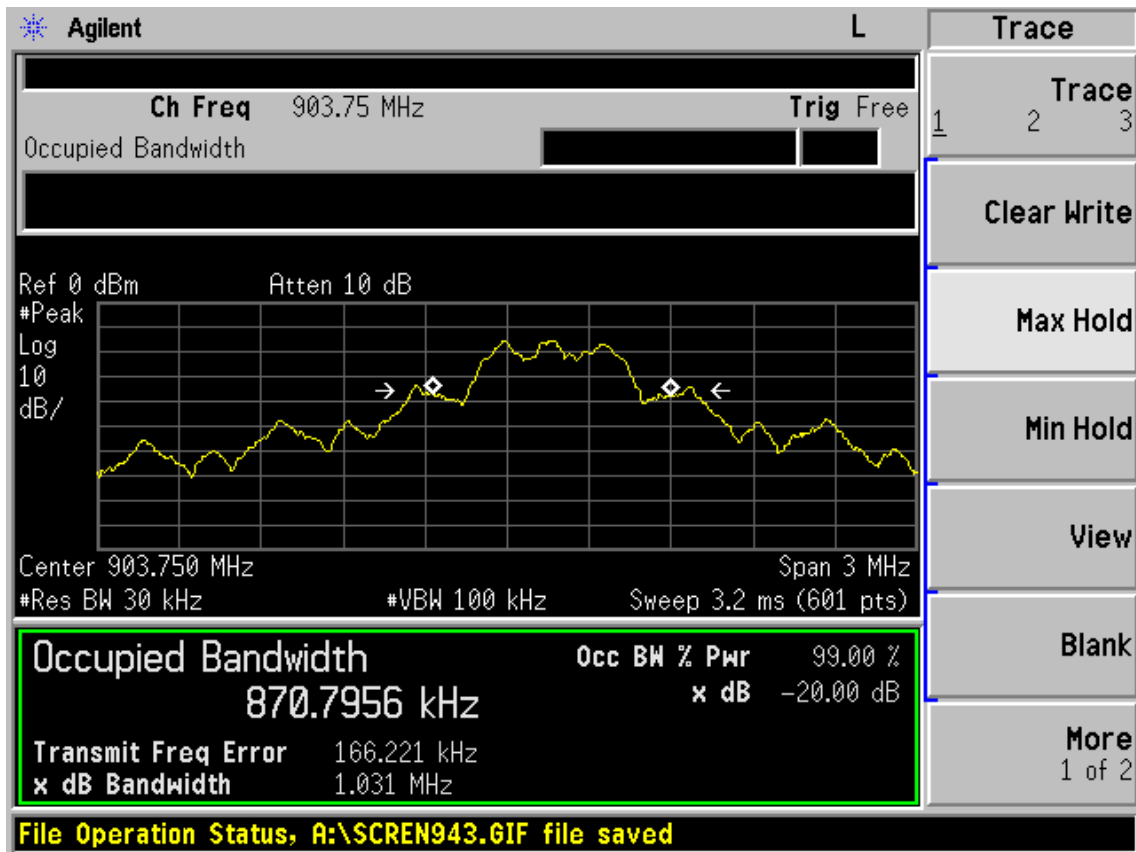 Agilent
L
Trace
Ch Freq 903.75 MHz
Trig Free
Occupied Bandwidth
Trace
1 2 3
Clear Write
Max Hold
Min Hold
View
Blank
More
1 of 2
Ref 0 dBm
Atten 10 dB
#Peak
Log
10
dB/
Center 903.750 MHz
Span 3 MHz
#Res BW 30 kHz
#VBW 100 kHz
Sweep 3.2 ms (601 pts)
Occupied Bandwidth
870.7956 kHz
Occ BW % Pwr 99.00 %
x dB -20.00 dB
Transmit Freq Error 166.221 kHz
x dB Bandwidth 1.031 MHz
File Operation Status, A:\SCREN943.GIF file saved